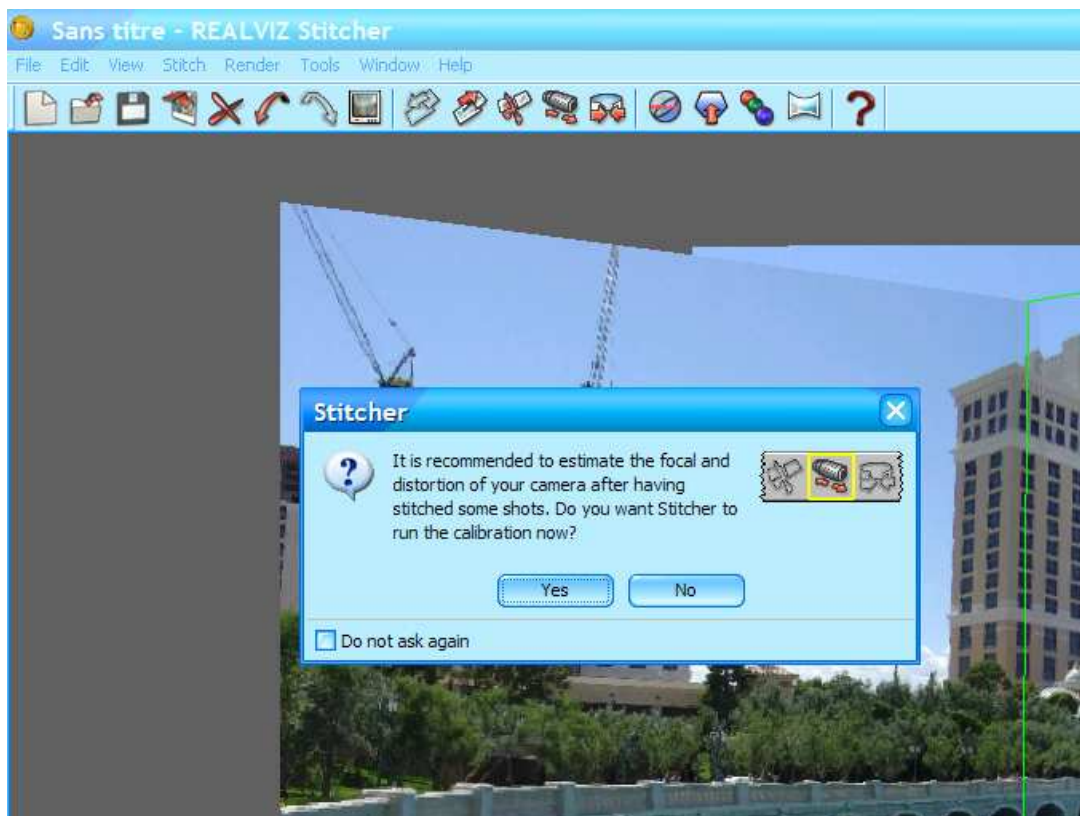 Sans titre - REALVIZ Stitcher
File Edit View Stitch Render Tools Window Help
Stitcher
It is recommended to estimate the focal and
distortion of your camera after having
stitched some shots. Do you want Stitcher to
run the calibration now?
Yes No
Do not ask again